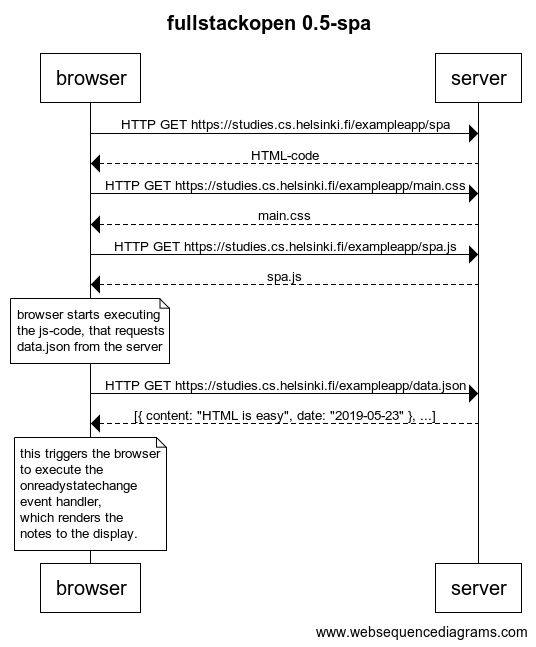 fullstackopen 0.5-spa
browser
server
HTTP GET https://studies.cs.helsinki.fi/exampleapp/spa
HTML-code
HTTP GET https://studies.cs.helsinki.fi/exampleapp/main.css
main.css
HTTP GET https://studies.cs.helsinki.fi/exampleapp/spa.js
spa.js
browser starts executing
the js-code, that requests
data.json from the server
HTTP GET https://studies.cs.helsinki.fi/exampleapp/data.json
[{ content: "HTML is easy", date: "2019-05-23" }, ...]
this triggers the browser
to execute the
onreadystatechange
event handler,
which renders the
notes to the display.
browser
server
www.websequencediagrams.com